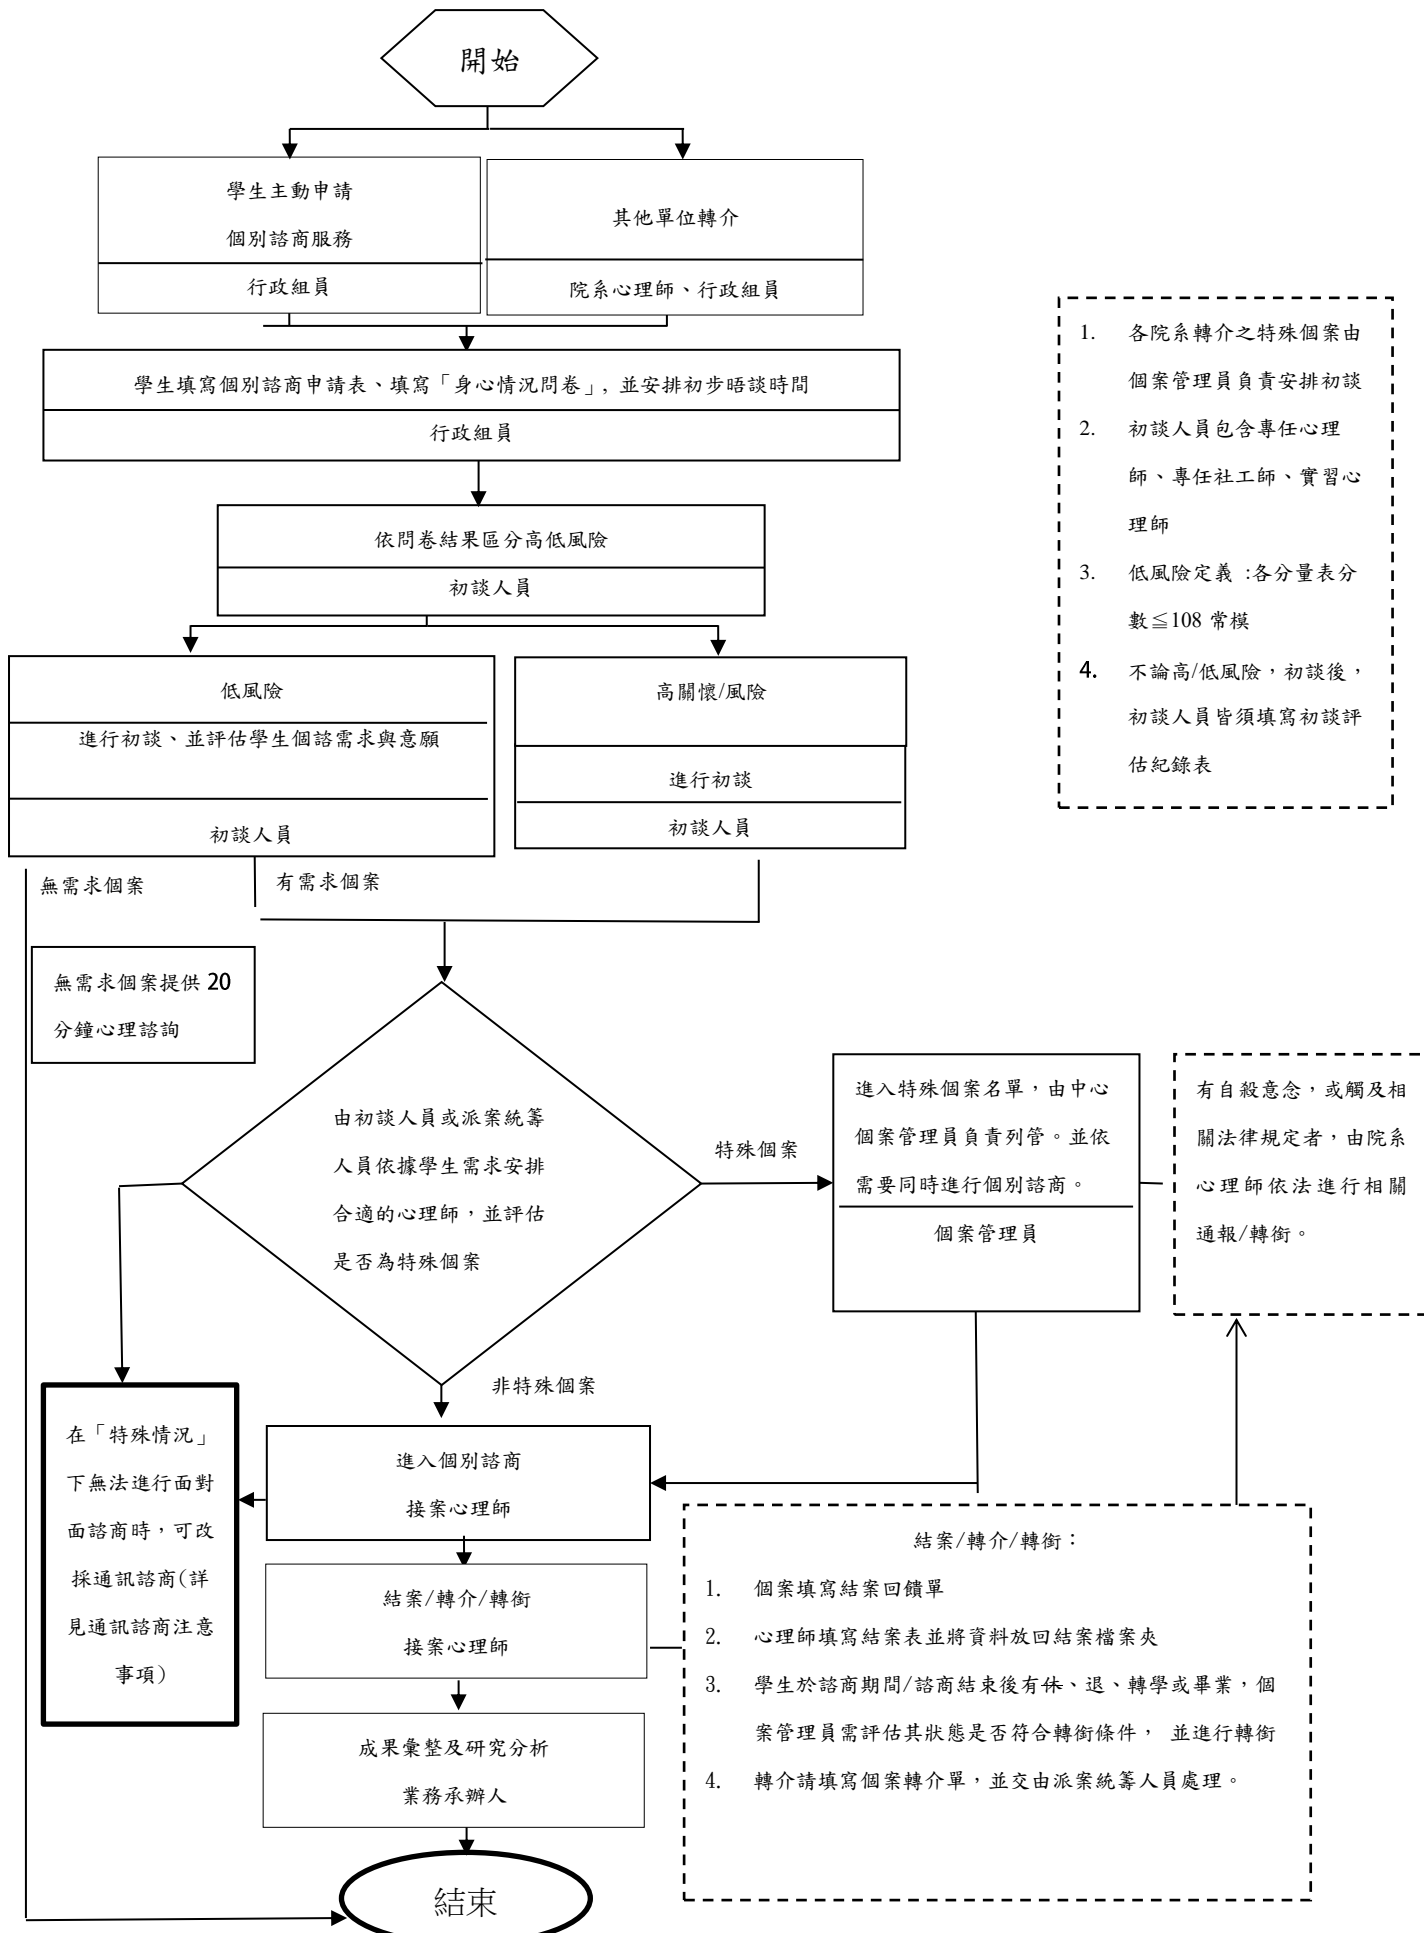 開始
學生主動申請
個別諮商服務
行政組員
其他單位轉介
院系心理師、行政組員
學生填寫個別諮商申請表、填寫「身心情況問卷」, 並安排初步晤談時間
行政組員
依問卷結果區分高低風險
初談人員
低風險
進行初談、並評估學生個諮需求與意願
初談人員
高關懷/風險
進行初談
初談人員
1. 各院系轉介之特殊個案由
個案管理員負責安排初談
2. 初談人員包含專任心理
師、專任社工師、實習心
理師
3. 低風險定義 :各分量表分
數≦108 常模
4. 不論高/低風險，初談後，
初談人員皆須填寫初談評
估紀錄表
無需求個案
有需求個案
無需求個案提供 20
分鐘心理諮詢
由初談人員或派案統籌
人員依據學生需求安排
合適的心理師，並評估
是否為特殊個案
特殊個案
進入特殊個案名單，由中心
個案管理員負責列管。並依
需要同時進行個別諮商。
個案管理員
有自殺意念，或觸及相
關法律規定者，由院系
心理師依法進行相關
通報/轉銜。
非特殊個案
在「特殊情況」
下無法進行面對
面諮商時，可改
採通訊諮商(詳
見通訊諮商注意
事項)
進入個別諮商
接案心理師
結案/轉介/轉銜
接案心理師
成果彙整及研究分析
業務承辦人
結束
結案/轉介/轉銜：
1. 個案填寫結案回饋單
2. 心理師填寫結案表並將資料放回結案檔案夾
3. 學生於諮商期間/諮商結束後有休、退、轉學或畢業，個
案管理員需評估其狀態是否符合轉銜條件， 並進行轉銜
4. 轉介請填寫個案轉介單，並交由派案統籌人員處理。